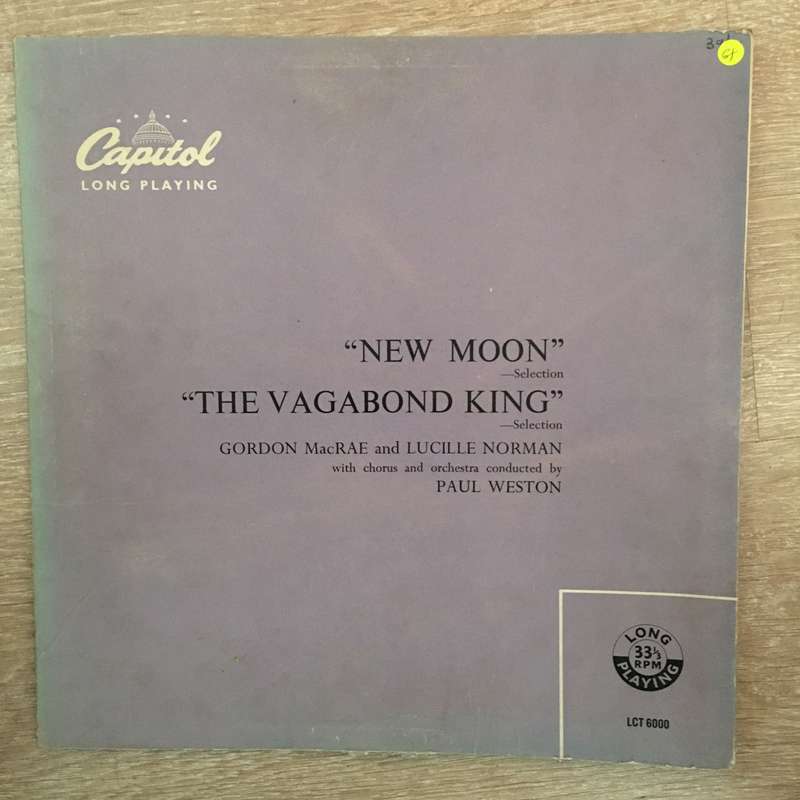 Capitol
LONG PLAYING
“NEW MOON”
—Selection
“THE VAGABOND KING”
—Selection
GORDON MacRAE and LUCILLE NORMAN
with chorus and orchestra conducted by
PAUL WESTON
LONG
33⅓
RPM
PLAYING
LCT 6000